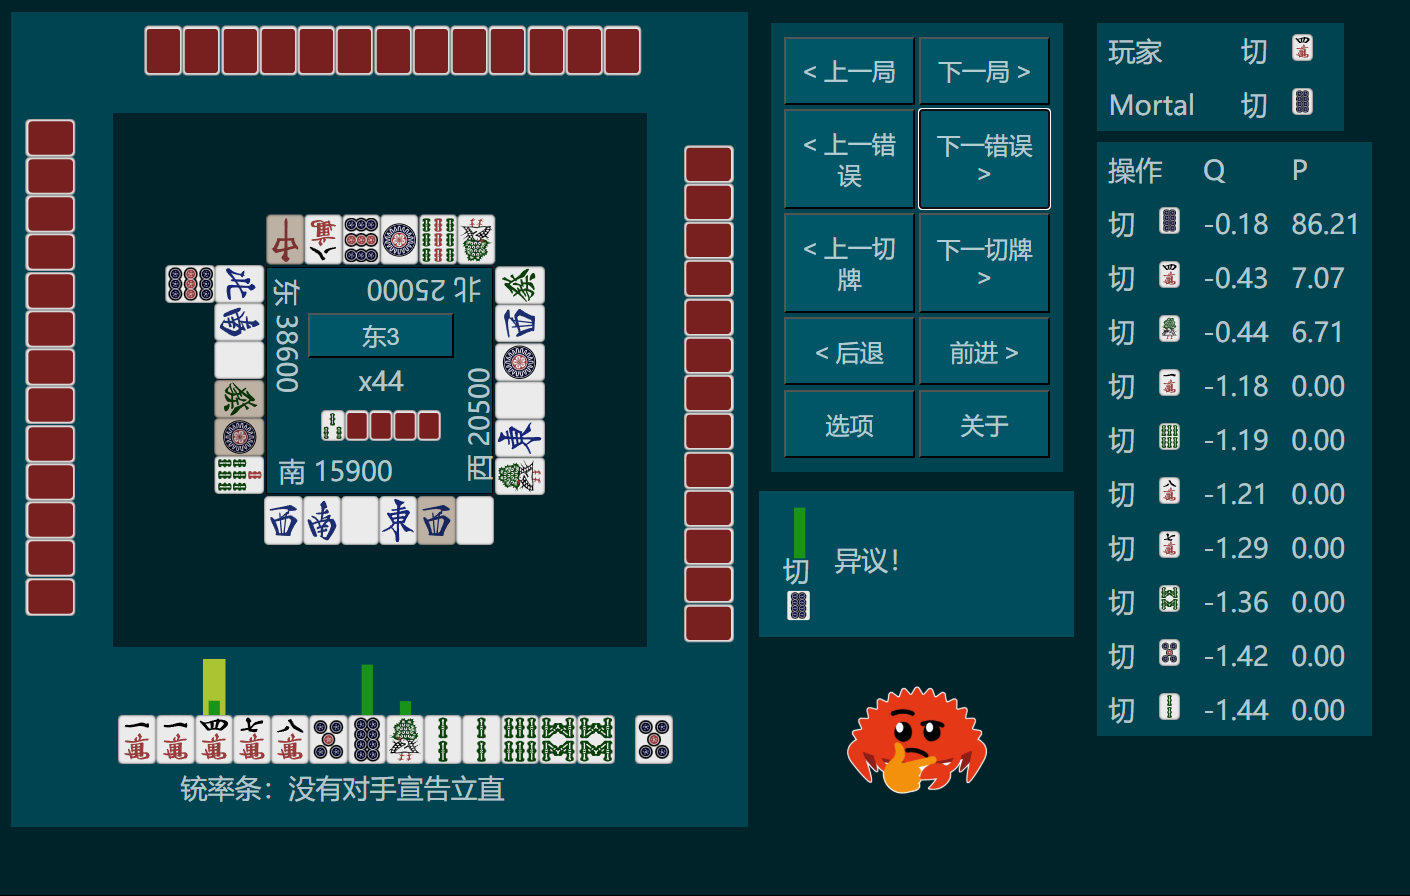 北 25000
东 38600
东3
x44
西 20500
南 15900
铳率条：没有对手宣告立直
< 上一局
下一局 >
< 上一错误
下一错误 >
< 上一切牌
下一切牌 >
< 后退
前进 >
选项
关于
切
异议！
玩家 切
Mortal 切
操作 Q P
切 -0.18 86.21
切 -0.43 7.07
切 -0.44 6.71
切 -1.18 0.00
切 -1.19 0.00
切 -1.21 0.00
切 -1.29 0.00
切 -1.36 0.00
切 -1.42 0.00
切 -1.44 0.00